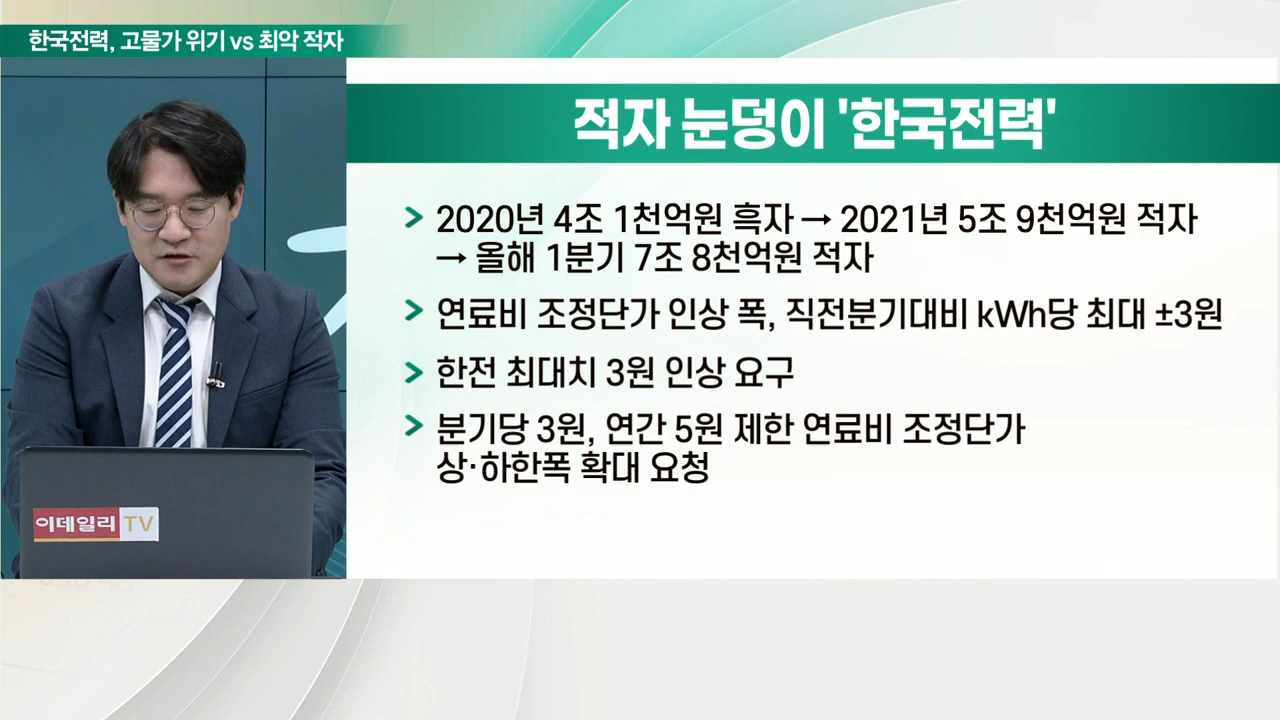 한국전력, 고물가 위기 vs 최악 적자
적자 눈덩이 '한국전력'
2020년 4조 1천억원 흑자 → 2021년 5조 9천억원 적자
→ 올해 1분기 7조 8천억원 적자
연료비 조정단가 인상 폭, 직전분기대비 kWh당 최대 ±3원
한전 최대치 3원 인상 요구
분기당 3원, 연간 5원 제한 연료비 조정단가
상·하한폭 확대 요청
이데일리 TV